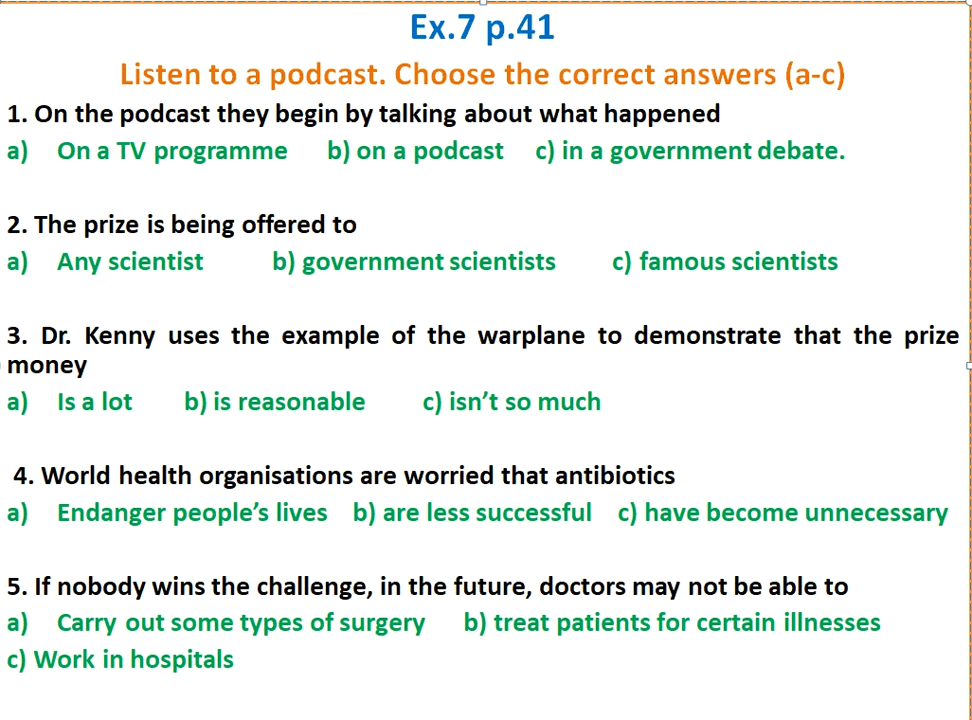 Ex.7 p.41
Listen to a podcast. Choose the correct answers (a-c)
1. On the podcast they begin by talking about what happened
a) On a TV programme b) on a podcast c) in a government debate.
2. The prize is being offered to
a) Any scientist b) government scientists c) famous scientists
3. Dr. Kenny uses the example of the warplane to demonstrate that the prize
money
a) Is a lot b) is reasonable c) isn’t so much
4. World health organisations are worried that antibiotics
a) Endanger people’s lives b) are less successful c) have become unnecessary
5. If nobody wins the challenge, in the future, doctors may not be able to
a) Carry out some types of surgery b) treat patients for certain illnesses
c) Work in hospitals